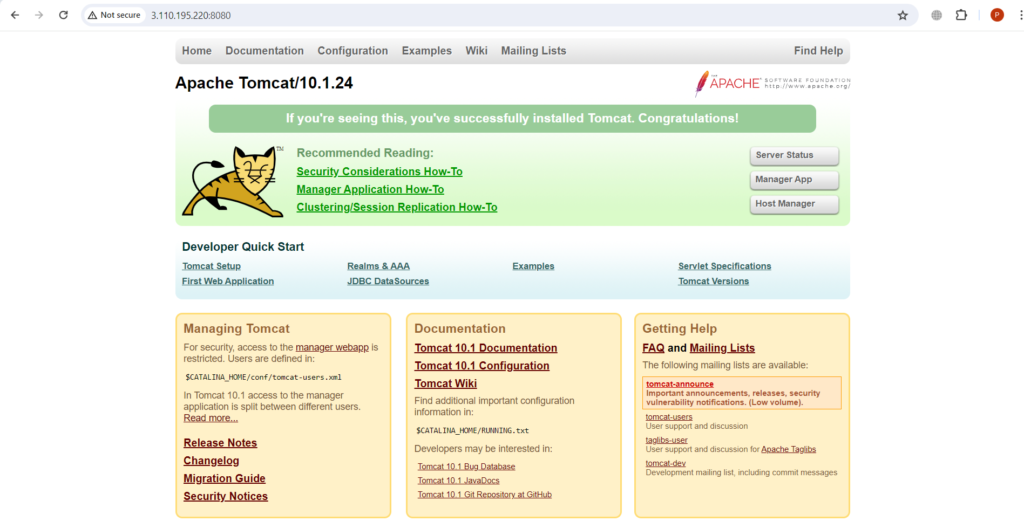 Not secure 3.110.195.220:8080
P
Home Documentation Configuration Examples Wiki Mailing Lists Find Help
Apache Tomcat/10.1.24
THE APACHE® SOFTWARE FOUNDATION
http://www.apache.org/
If you're seeing this, you've successfully installed Tomcat. Congratulations!
TM
Recommended Reading:
Security Considerations How-To
Manager Application How-To
Clustering/Session Replication How-To
Server Status
Manager App
Host Manager
Developer Quick Start
Tomcat Setup
First Web Application
Realms & AAA
JDBC DataSources
Examples
Servlet Specifications
Tomcat Versions
Managing Tomcat
For security, access to the manager webapp is
restricted. Users are defined in:
$CATALINA_HOME/conf/tomcat-users.xml
In Tomcat 10.1 access to the manager
application is split between different users.
Read more...
Release Notes
Changelog
Migration Guide
Security Notices
Documentation
Tomcat 10.1 Documentation
Tomcat 10.1 Configuration
Tomcat Wiki
Find additional important configuration
information in:
$CATALINA_HOME/RUNNING.txt
Developers may be interested in:
Tomcat 10.1 Bug Database
Tomcat 10.1 JavaDocs
Tomcat 10.1 Git Repository at GitHub
Getting Help
FAQ and Mailing Lists
The following mailing lists are available:
tomcat-announce
Important announcements, releases, security
vulnerability notifications. (Low volume).
tomcat-users
User support and discussion
taglibs-user
User support and discussion for Apache Taglibs
tomcat-dev
Development mailing list, including commit messages